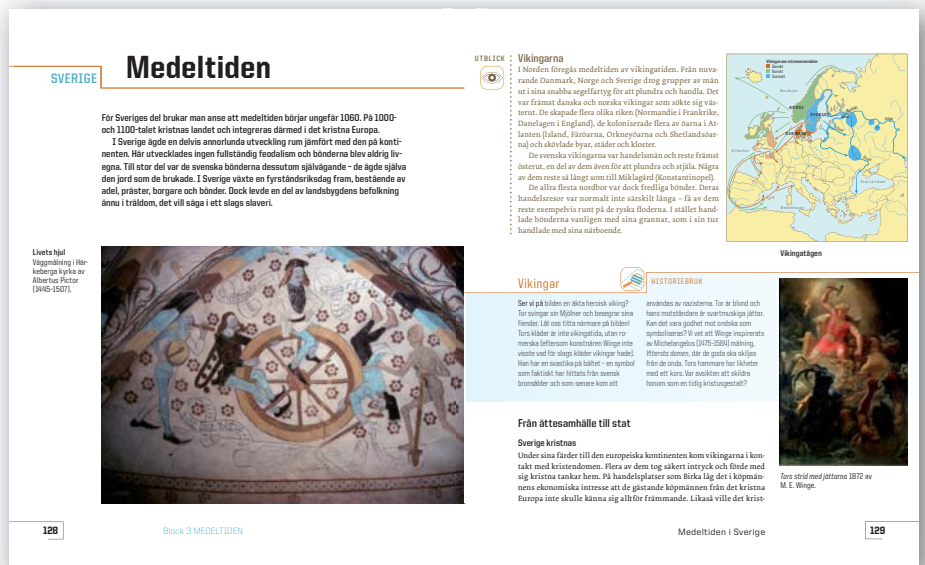 SVERIGE
Medeltiden
För Sveriges del brukar man anse att medeltiden börjar ungefär 1060. På 1000-
och 1100-talet kristnas landet och integreras därmed i det kristna Europa.
I Sverige ägde en delvis annorlunda utveckling rum jämfört med den på konti-
nenten. Här utvecklades ingen fullständig feodalism och bönderna blev aldrig liv-
egna. Till stor del var de svenska bönderna dessutom självägande – de ägde själva
den jord som de brukade. I Sverige växte en fyrståndsriksdag fram, bestående av
adel, präster, borgare och bönder. Dock levde en del av landsbygdens befolkning
ännu i träldom, det vill säga i ett slags slaveri.
Livets hjul
Väggmålning i Här-
keberga kyrka av
Albertus Pictor
(1445-1507).
128
Block 3 MEDELTIDEN
UTBLICK
Vikingarna
I Norden föregås medeltiden av vikingatiden. Från nuva-
rande Danmark, Norge och Sverige drog grupper av män
ut i sina snabba segelfartyg för att plundra och handla. Det
var främst danska och norska vikingar som sökte sig väs-
terut. De skapade flera olika riken (Normandie i Frankrike,
Danelagen i England), de koloniserade flera av öarna i At-
lanten (Island, Färöarna, Orkneyöarna och Shetlandsöar-
na) och skövlade byar, städer och kloster.
De svenska vikingarna var handelsmän och reste främst
österut, en del av dem även för att plundra och stjäla. Några
av dem reste så långt som till Miklagård (Konstantinopel).
De allra flesta nordbor var dock fredliga bönder. Deras
handelsresor var normalt inte särskilt långa – få av dem
reste exempelvis runt på de ryska floderna. I stället hand-
lade bönderna vanligen med sina grannar, som i sin tur
handlade med sina närboende.
Vikingarnas intresseområden
Danskt
Norskt
Svenskt
NORGE
SVERIGE
DANMARK
Vikingatågen
Vikingar
HISTORIEBRUK
Ser vi på bilden en äkta heroisk viking?
Tor svingar sin Mjölner och besegrar sina
fiender. Låt oss titta närmare på bilden!
Tors kläder är inte vikingatida, utan ro-
merska (eftersom konstnären Winge inte
visste vad för slags kläder vikingar hade).
Han har en svastika på bältet – en symbol
som faktiskt har hittats från svensk
bronsålder och som senare kom att
användas av nazisterna. Tor är blond och
hans motståndare är svartmuskiga jättar.
Kan det vara godhet mot ondska som
symboliseras? Vi vet att Winge inspirerats
av Michelangelos (1475-1564) målning,
Yttersta domen, där de goda ska skiljas
från de onda. Tors hammare har likheter
med ett kors. Var avsikten att skildra
honom som en tidig kristusgestalt?
Från ättesamhälle till stat
Sverige kristnas
Under sina färder till den europeiska kontinenten kom vikingarna i kon-
takt med kristendomen. Flera av dem tog säkert intryck och förde med
sig kristna tankar hem. På handelsplatser som Birka låg det i köpmän-
nens ekonomiska intresse att de gästande köpmännen från det kristna
Europa inte skulle känna sig alltför främmande. Likaså ville det krist-
Tors strid med jättarna 1872 av
M. E. Winge.
Medeltiden i Sverige
129